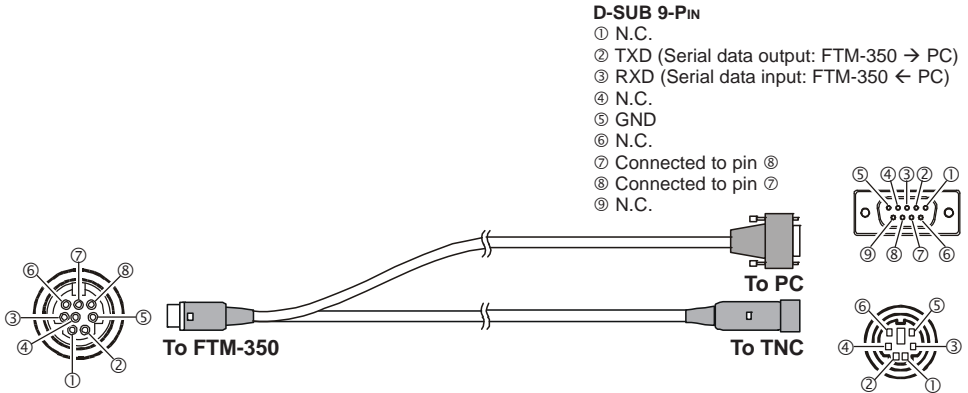 D-SUB 9-PIN
① N.C.
② TXD (Serial data output: FTM-350 → PC)
③ RXD (Serial data input: FTM-350 ← PC)
④ N.C.
⑤ GND
⑥ N.C.
⑦ Connected to pin ⑧
⑧ Connected to pin ⑦
⑨ N.C.
⑤ ④ ③ ② ①
⑨ ⑧ ⑦ ⑥
To PC
⑦
⑥ ⑧
③ ⑤
④ ②
①
To FTM-350
To TNC
⑥ ⑤
④ ③
② ①